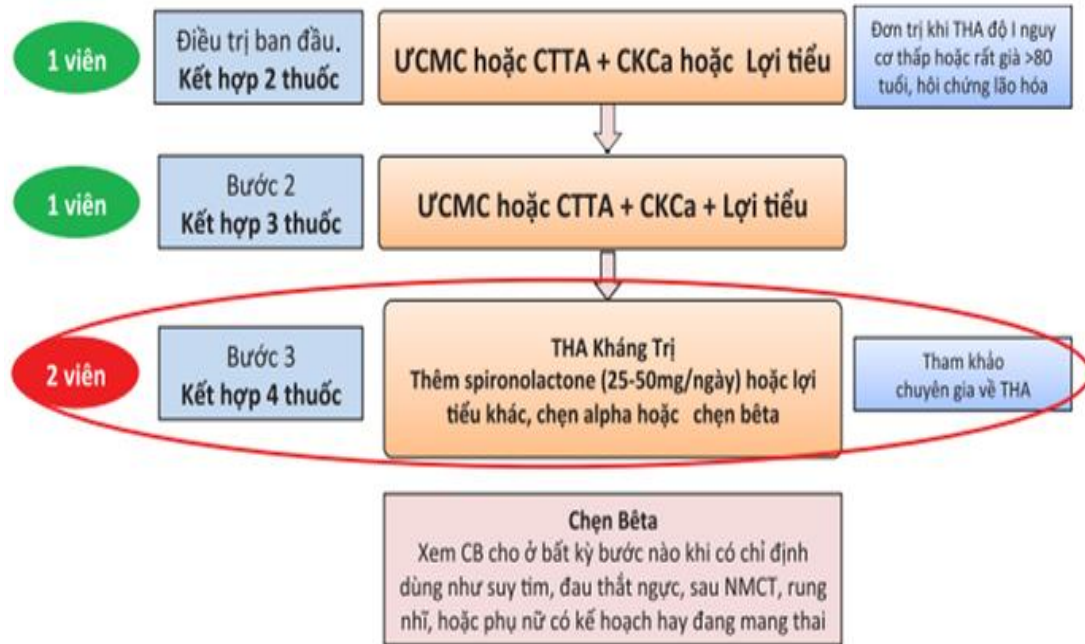 1 viên
Điều trị ban đầu.
Kết hợp 2 thuốc
ƯCMC hoặc CTTA + CKCa hoặc Lợi tiểu
Đơn trị khi THA độ I nguy
cơ thấp hoặc rất già >80
tuổi, hôi chứng lão hóa
1 viên
Bước 2
Kết hợp 3 thuốc
ƯCMC hoặc CTTA + CKCa + Lợi tiểu
2 viên
Bước 3
Kết hợp 4 thuốc
THA Kháng Trị
Thêm spironolactone (25-50mg/ngày) hoặc lợi
tiểu khác, chẹn alpha hoặc chẹn bêta
Tham khảo
chuyên gia về THA
Chẹn Bêta
Xem CB cho ở bất kỳ bước nào khi có chỉ định
dùng như suy tim, đau thắt ngực, sau NMCT, rung
nhĩ, hoặc phụ nữ có kế hoạch hay đang mang thai